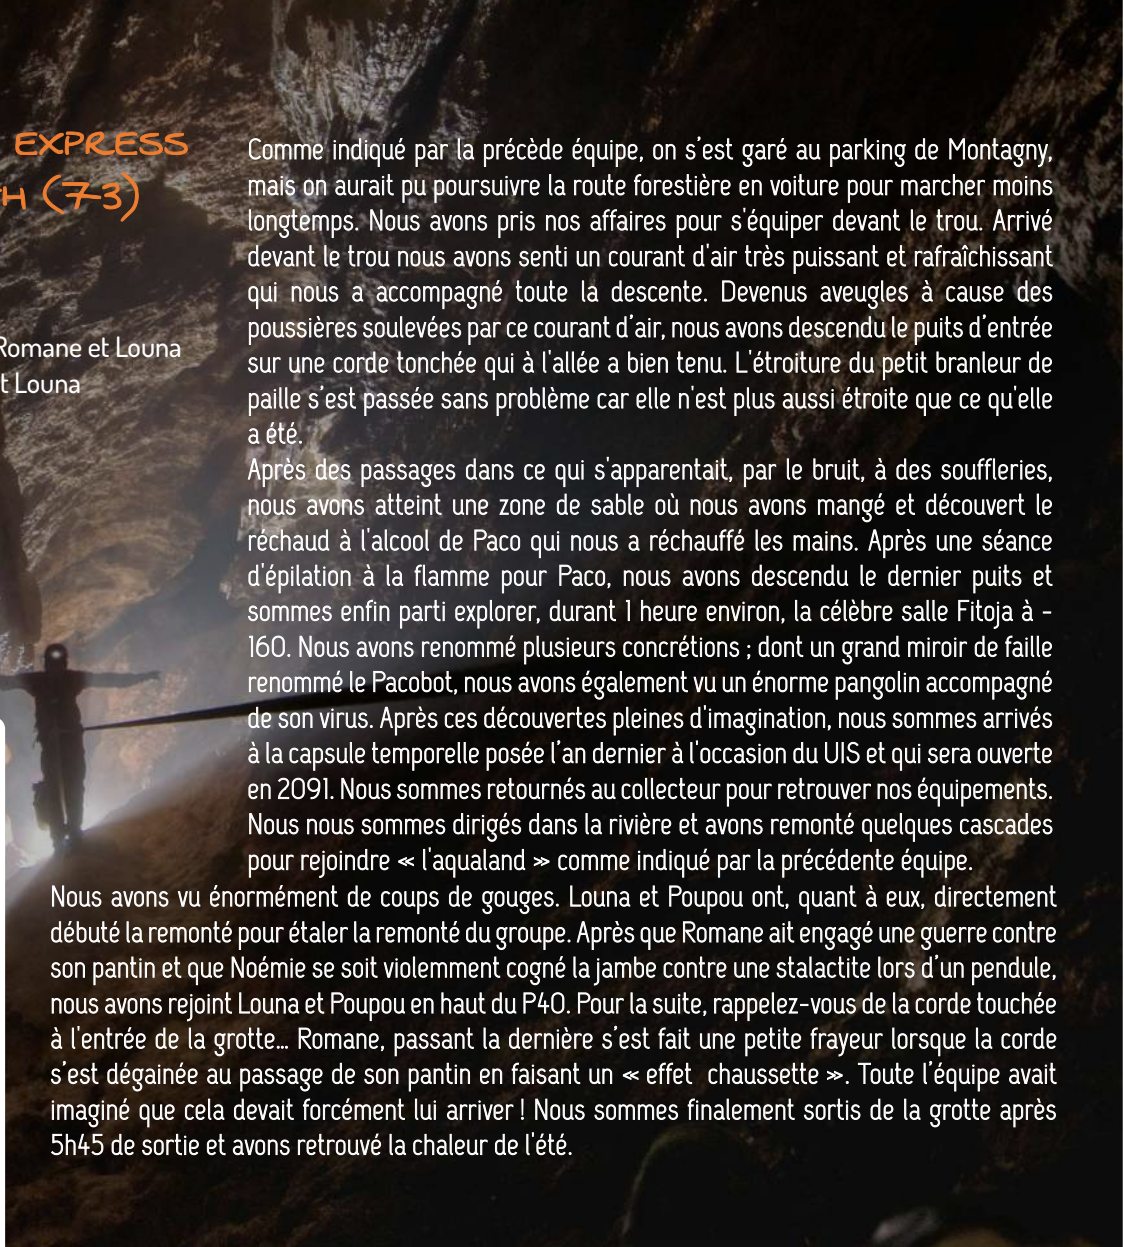 EXPRESS
H (73)
Romane et Louna
t Louna
Comme indiqué par la précède équipe, on s'est garé au parking de Montagny,
mais on aurait pu poursuivre la route forestière en voiture pour marcher moins
longtemps. Nous avons pris nos affaires pour s'équiper devant le trou. Arrivé
devant le trou nous avons senti un courant d'air très puissant et rafraîchissant
qui nous a accompagné toute la descente. Devenus aveugles à cause des
poussières soulevées par ce courant d'air, nous avons descendu le puits d'entrée
sur une corde tonchée qui à l'allée a bien tenu. L'étroiture du petit branleur de
paille s'est passée sans problème car elle n'est plus aussi étroite que ce qu'elle
a été.
Après des passages dans ce qui s'apparentait, par le bruit, à des souffleries,
nous avons atteint une zone de sable où nous avons mangé et découvert le
réchaud à l'alcool de Paco qui nous a réchauffé les mains. Après une séance
d'épilation à la flamme pour Paco, nous avons descendu le dernier puits et
sommes enfin parti explorer, durant 1 heure environ, la célèbre salle Fitoja à -
160. Nous avons renommé plusieurs concrétions ; dont un grand miroir de faille
renommé le Pacobot, nous avons également vu un énorme pangolin accompagné
de son virus. Après ces découvertes pleines d'imagination, nous sommes arrivés
à la capsule temporelle posée l'an dernier à l'occasion du UIS et qui sera ouverte
en 2091. Nous sommes retournés au collecteur pour retrouver nos équipements.
Nous nous sommes dirigés dans la rivière et avons remonté quelques cascades
pour rejoindre « l'aqualand » comme indiqué par la précédente équipe.
Nous avons vu énormément de coups de gouges. Louna et Poupou ont, quant à eux, directement
débuté la remonté pour étaler la remonté du groupe. Après que Romane ait engagé une guerre contre
son pantin et que Noémie se soit violemment cogné la jambe contre une stalactite lors d'un pendule,
nous avons rejoint Louna et Poupou en haut du P40. Pour la suite, rappelez-vous de la corde touchée
à l'entrée de la grotte... Romane, passant la dernière s'est fait une petite frayeur lorsque la corde
s'est dégainée au passage de son pantin en faisant un « effet chaussette ». Toute l'équipe avait
imaginé que cela devait forcément lui arriver ! Nous sommes finalement sortis de la grotte après
5h45 de sortie et avons retrouvé la chaleur de l'été.